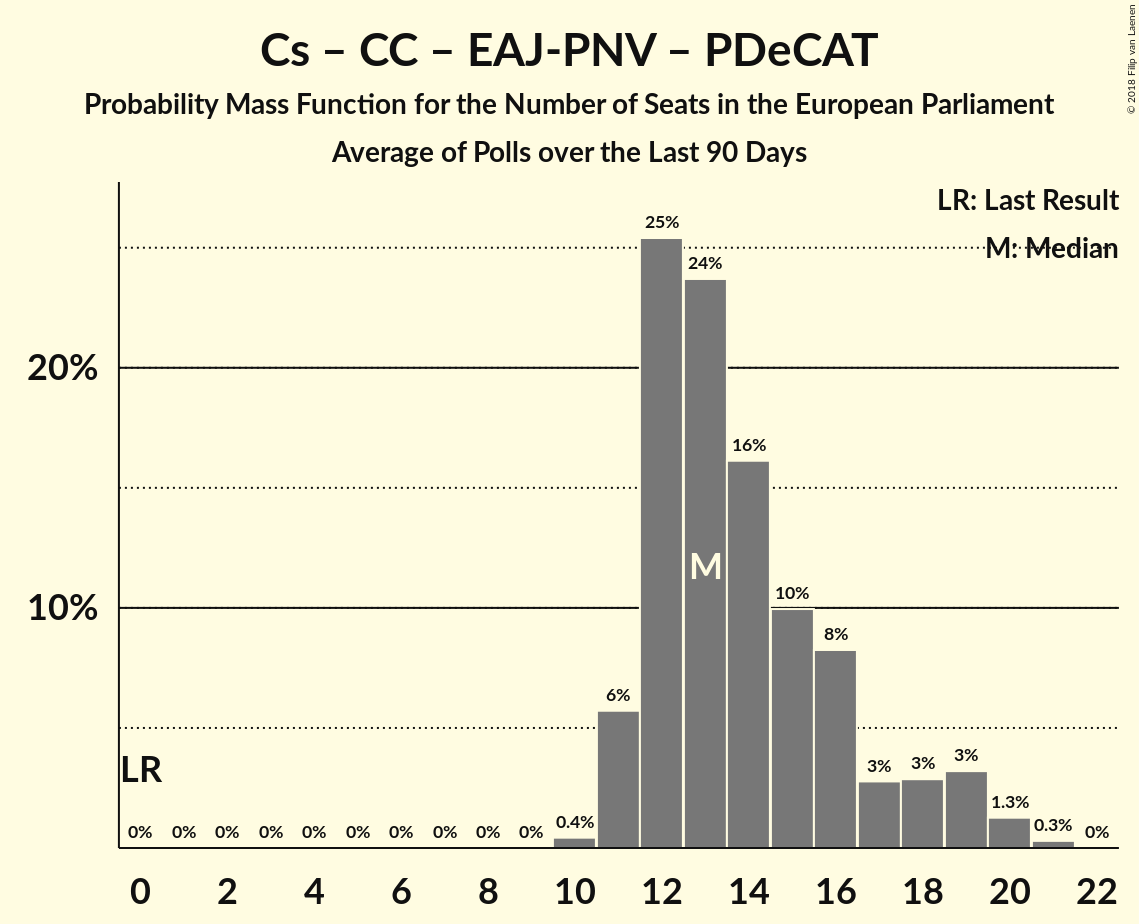 Cs – CC – EAJ-PNV – PDeCAT
Probability Mass Function for the Number of Seats in the European Parliament
Average of Polls over the Last 90 Days
© 2018 Filip van Laenen
LR: Last Result
M: Median
25%
24%
20%
16%
M
10%
10%
8%
6%
LR
3%
3%
3%
0% 0% 0% 0% 0% 0% 0% 0% 0% 0% 0.4% 1.3% 0.3% 0%
0 2 4 6 8 10 12 14 16 18 20 22